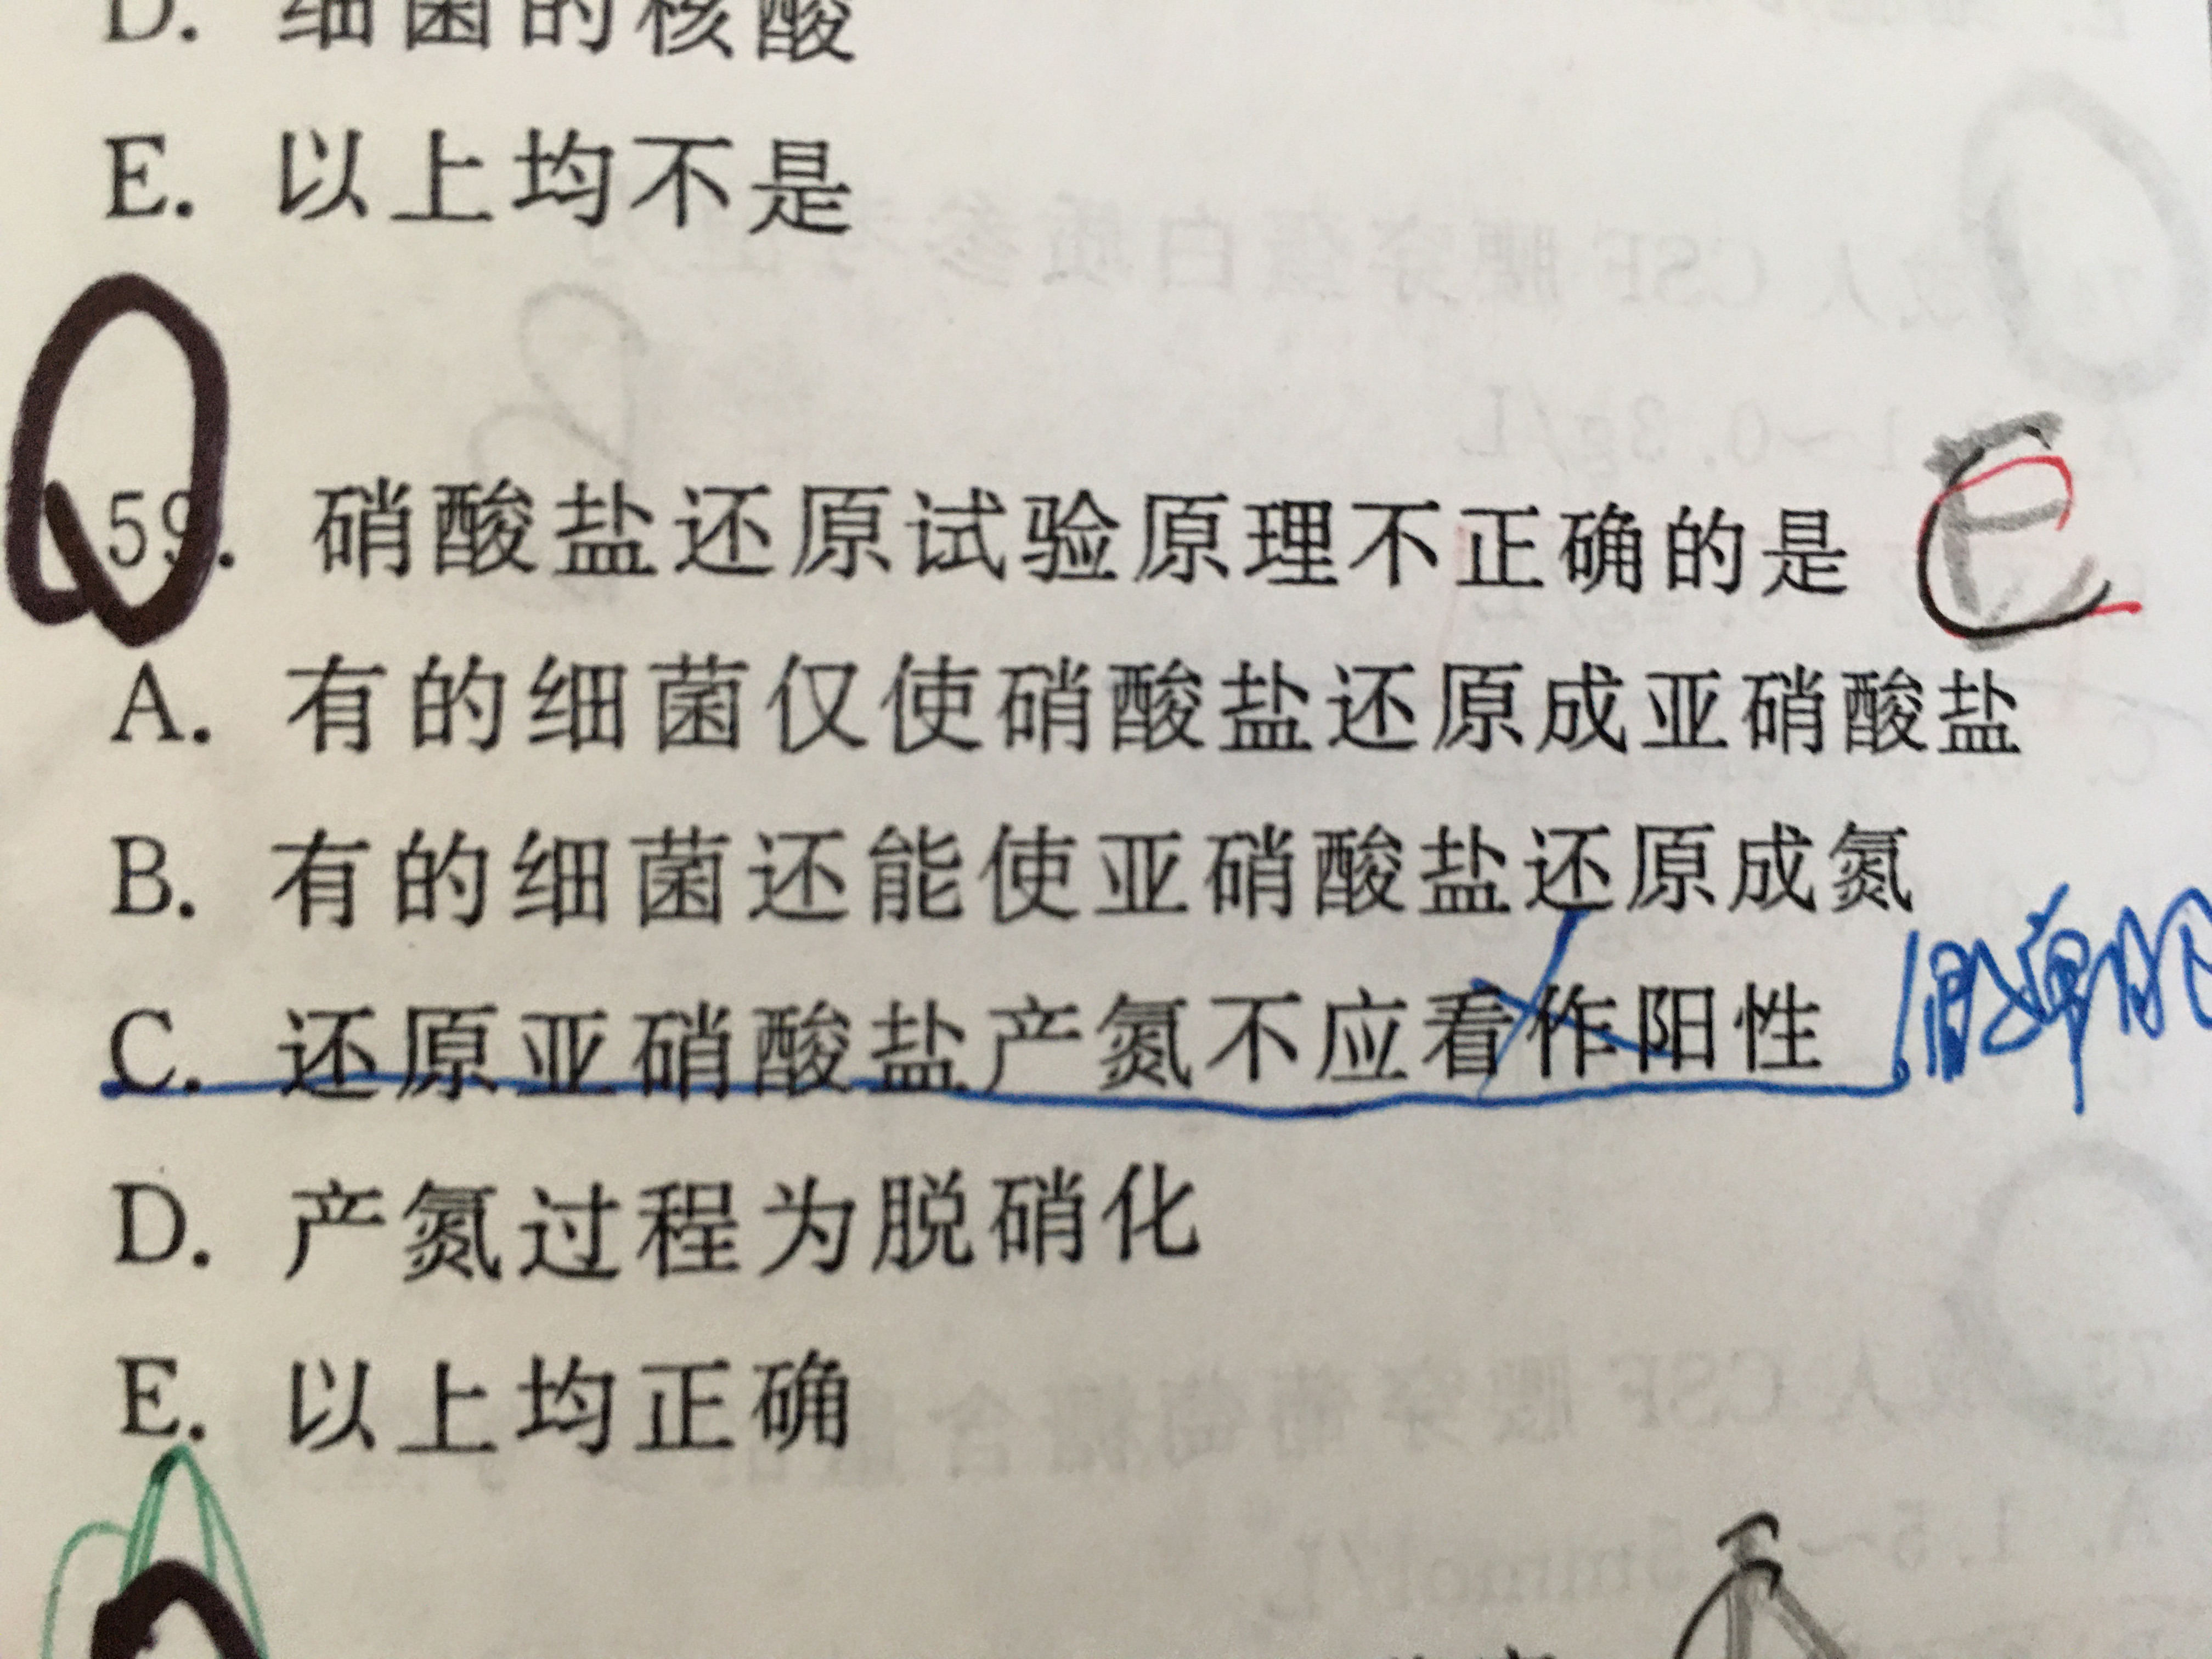 D. 细菌的核酸
E. 以上均不是
59. 硝酸盐还原试验原理不正确的是 C
A. 有的细菌仅使硝酸盐还原成亚硝酸盐
B. 有的细菌还能使亚硝酸盐还原成氮
C. 还原亚硝酸盐产氮不应看作阳性
D. 产氮过程为脱硝化
E. 以上均正确